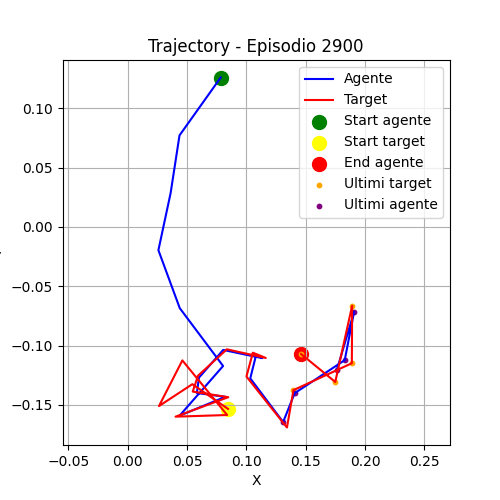 Trajectory - Episodio 2900
Agente
Target
Start agente
Start target
End agente
Ultimi target
Ultimi agente
0.10
0.05
0.00
−0.05
−0.10
−0.15
−0.05
0.00
0.05
0.10
0.15
0.20
0.25
X